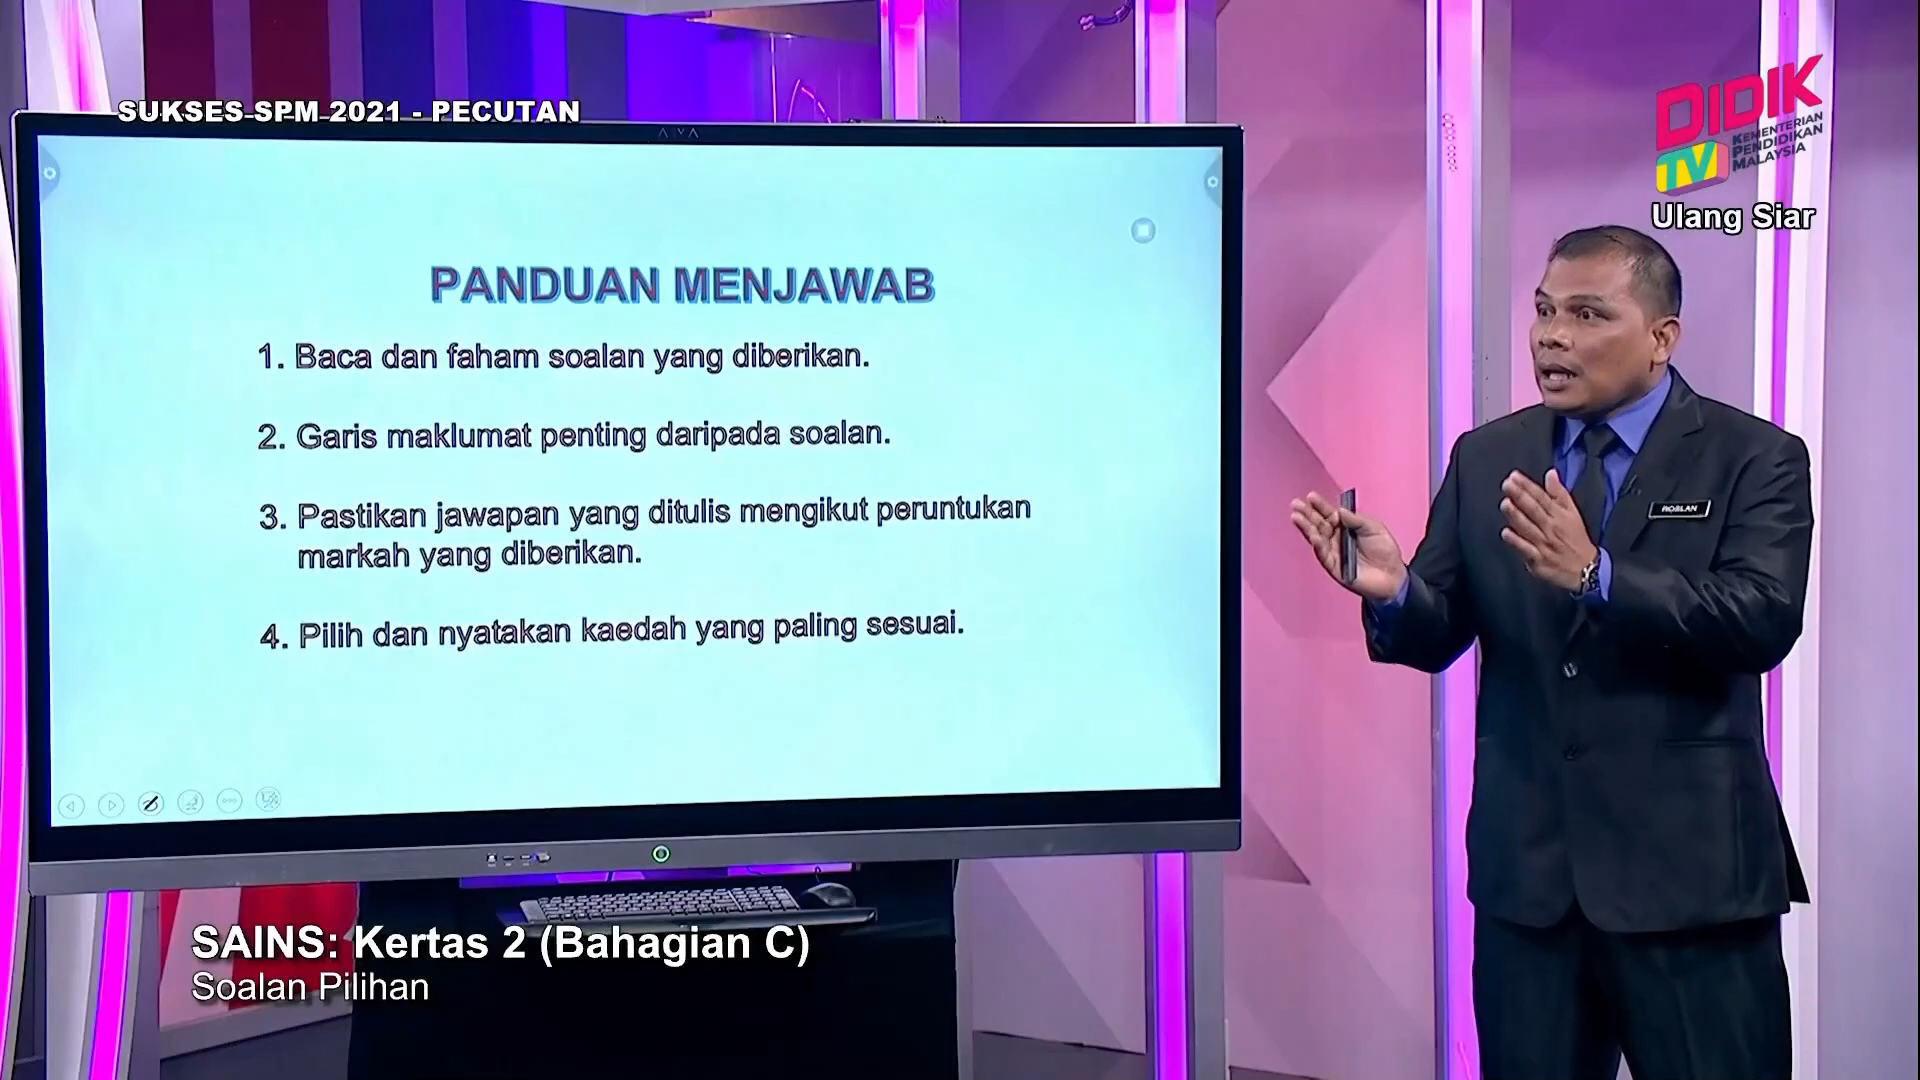 SUKSES SPM 2021 - PECUTAN
DIDIK
TV
KEMENTERIAN
PENDIDIKAN
MALAYSIA
Ulang Siar
PANDUAN MENJAWAB
1. Baca dan faham soalan yang diberikan.
2. Garis maklumat penting daripada soalan.
3. Pastikan jawapan yang ditulis mengikut peruntukan
markah yang diberikan.
4. Pilih dan nyatakan kaedah yang paling sesuai.
ROSLAN
SAINS: Kertas 2 (Bahagian C)
Soalan Pilihan